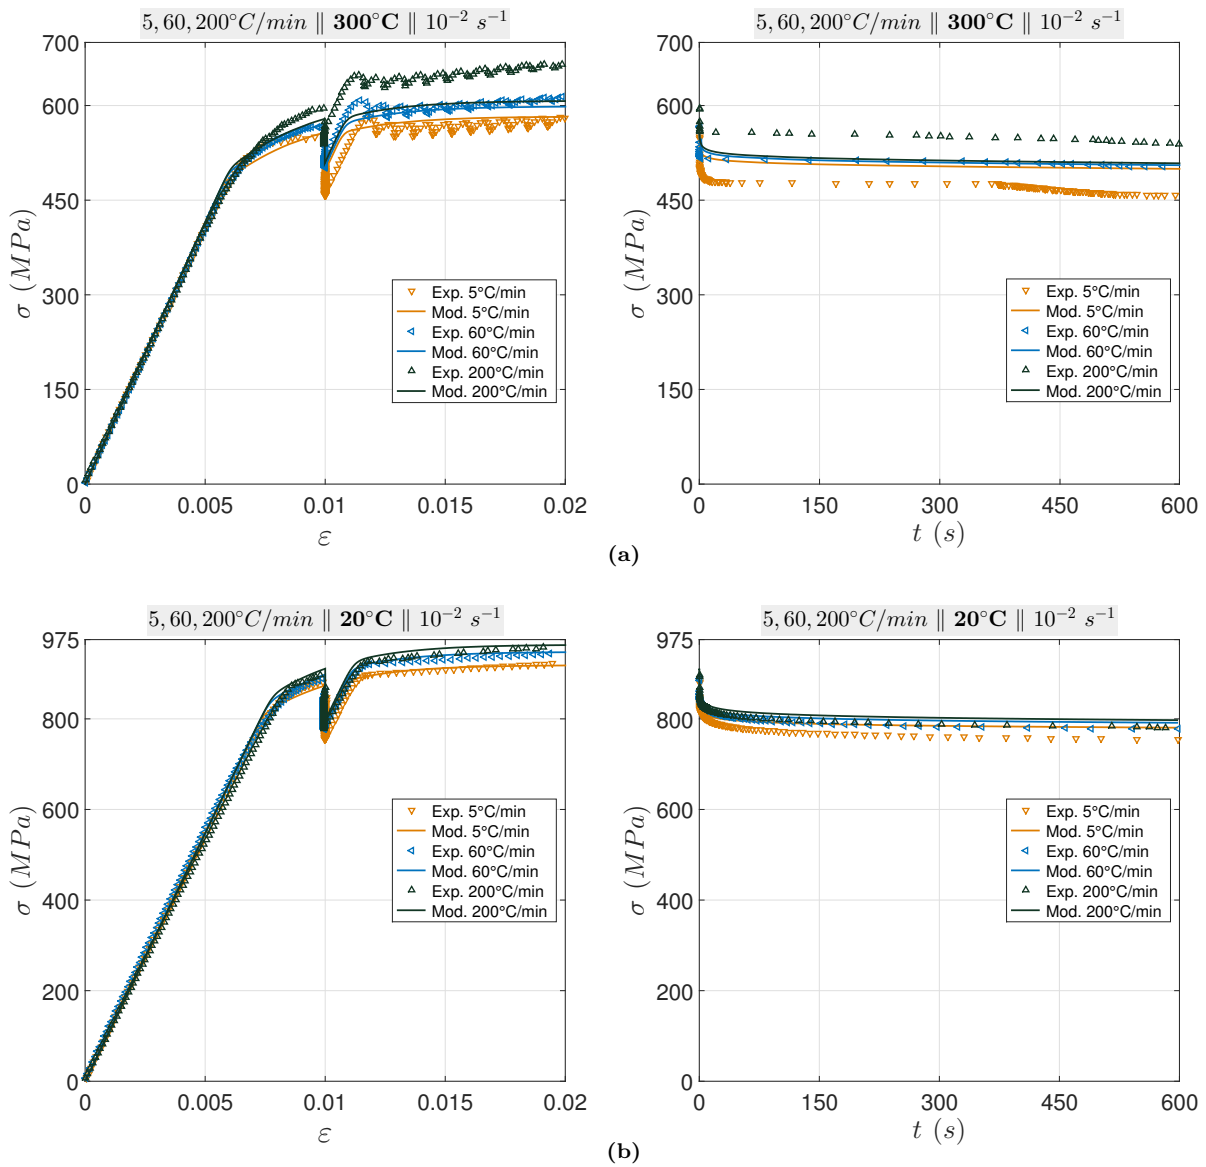 5, 60, 200°C/min ∥ 300°C ∥ 10⁻² s⁻¹
700
600
450
300
150
0
σ (MPa)
Exp. 5°C/min
Mod. 5°C/min
Exp. 60°C/min
Mod. 60°C/min
Exp. 200°C/min
Mod. 200°C/min
0 0.005 0.01 0.015 0.02
ε
5, 60, 200°C/min ∥ 300°C ∥ 10⁻² s⁻¹
700
600
450
300
150
0
σ (MPa)
Exp. 5°C/min
Mod. 5°C/min
Exp. 60°C/min
Mod. 60°C/min
Exp. 200°C/min
Mod. 200°C/min
0 150 300 450 600
t (s)
(a)
5, 60, 200°C/min ∥ 20°C ∥ 10⁻² s⁻¹
975
800
600
400
200
0
σ (MPa)
Exp. 5°C/min
Mod. 5°C/min
Exp. 60°C/min
Mod. 60°C/min
Exp. 200°C/min
Mod. 200°C/min
0 0.005 0.01 0.015 0.02
ε
5, 60, 200°C/min ∥ 20°C ∥ 10⁻² s⁻¹
975
800
600
400
200
0
σ (MPa)
Exp. 5°C/min
Mod. 5°C/min
Exp. 60°C/min
Mod. 60°C/min
Exp. 200°C/min
Mod. 200°C/min
0 150 300 450 600
t (s)
(b)